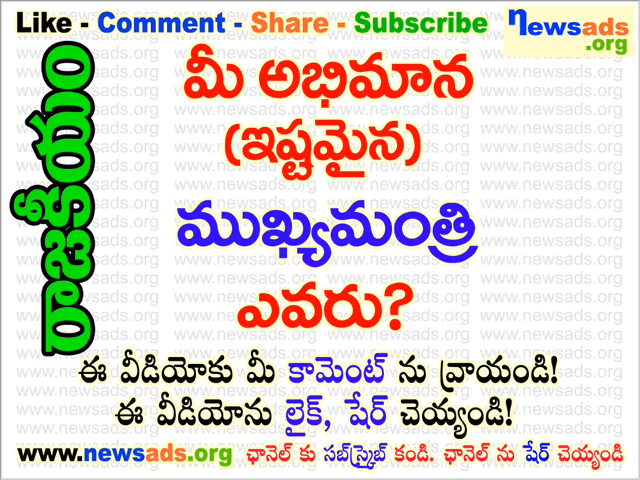 Like - Comment - Share - Subscribe
newsads
.org
రాజకీయం
మీ అభిమాన
(ఇష్టమైన)
ముఖ్యమంత్రి
ఎవరు?
ఈ వీడియోకు మీ కామెంట్ ను వ్రాయండి!
ఈ వీడియోను లైక్, షేర్ చెయ్యండి!
www.newsads.org ఛానెల్ కు సబ్‌స్క్రైబ్ కండి. ఛానెల్ ను షేర్ చెయ్యండి